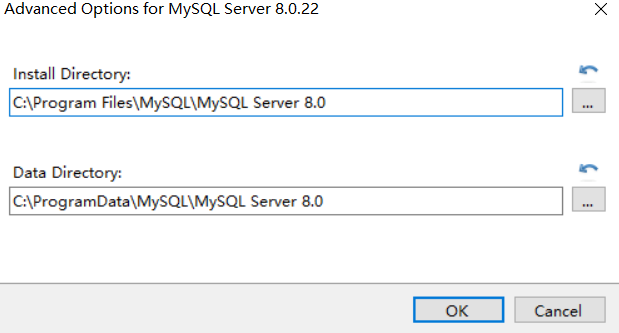 Advanced Options for MySQL Server 8.0.22
Install Directory:
C:\Program Files\MySQL\MySQL Server 8.0
...
Data Directory:
C:\ProgramData\MySQL\MySQL Server 8.0
...
OK
Cancel